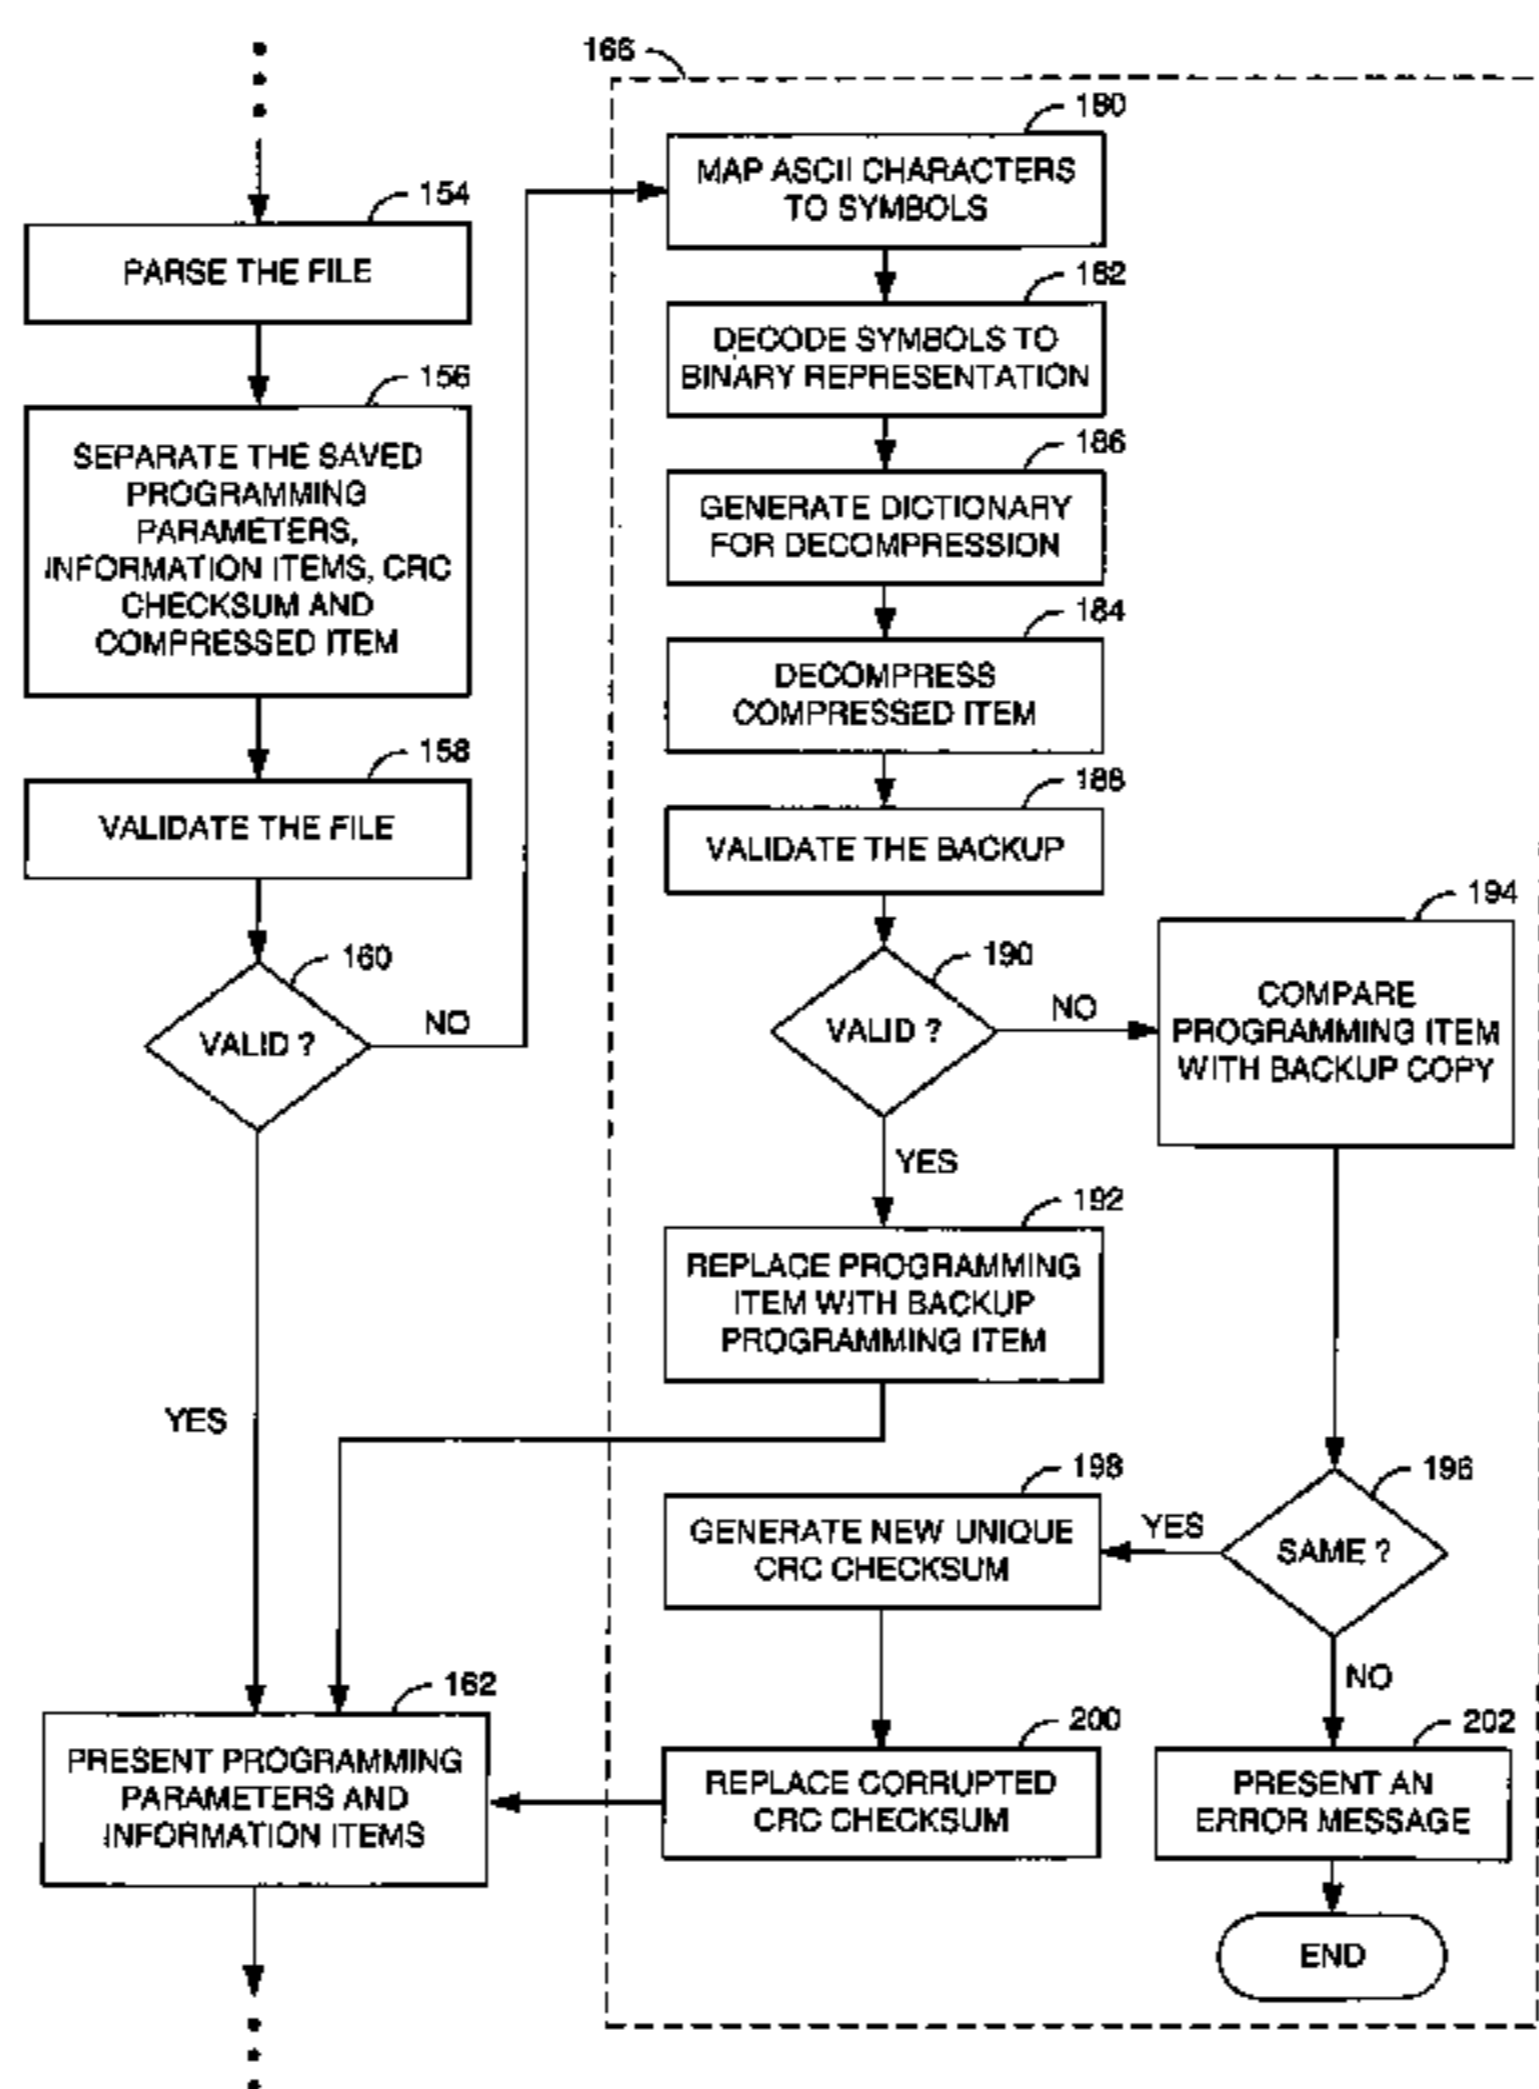 154
PARSE THE FILE
156
SEPARATE THE SAVED
PROGRAMMING
PARAMETERS,
INFORMATION ITEMS, CRC
CHECKSUM AND
COMPRESSED ITEM
158
VALIDATE THE FILE
160
VALID ?
NO
YES
162
PRESENT PROGRAMMING
PARAMETERS AND
INFORMATION ITEMS
166
180
MAP ASCII CHARACTERS
TO SYMBOLS
182
DECODE SYMBOLS TO
BINARY REPRESENTATION
186
GENERATE DICTIONARY
FOR DECOMPRESSION
184
DECOMPRESS
COMPRESSED ITEM
188
VALIDATE THE BACKUP
190
VALID ?
NO
YES
192
REPLACE PROGRAMMING
ITEM WITH BACKUP
PROGRAMMING ITEM
194
COMPARE
PROGRAMMING ITEM
WITH BACKUP COPY
196
SAME ?
YES
NO
198
GENERATE NEW UNIQUE
CRC CHECKSUM
200
REPLACE CORRUPTED
CRC CHECKSUM
202
PRESENT AN
ERROR MESSAGE
END